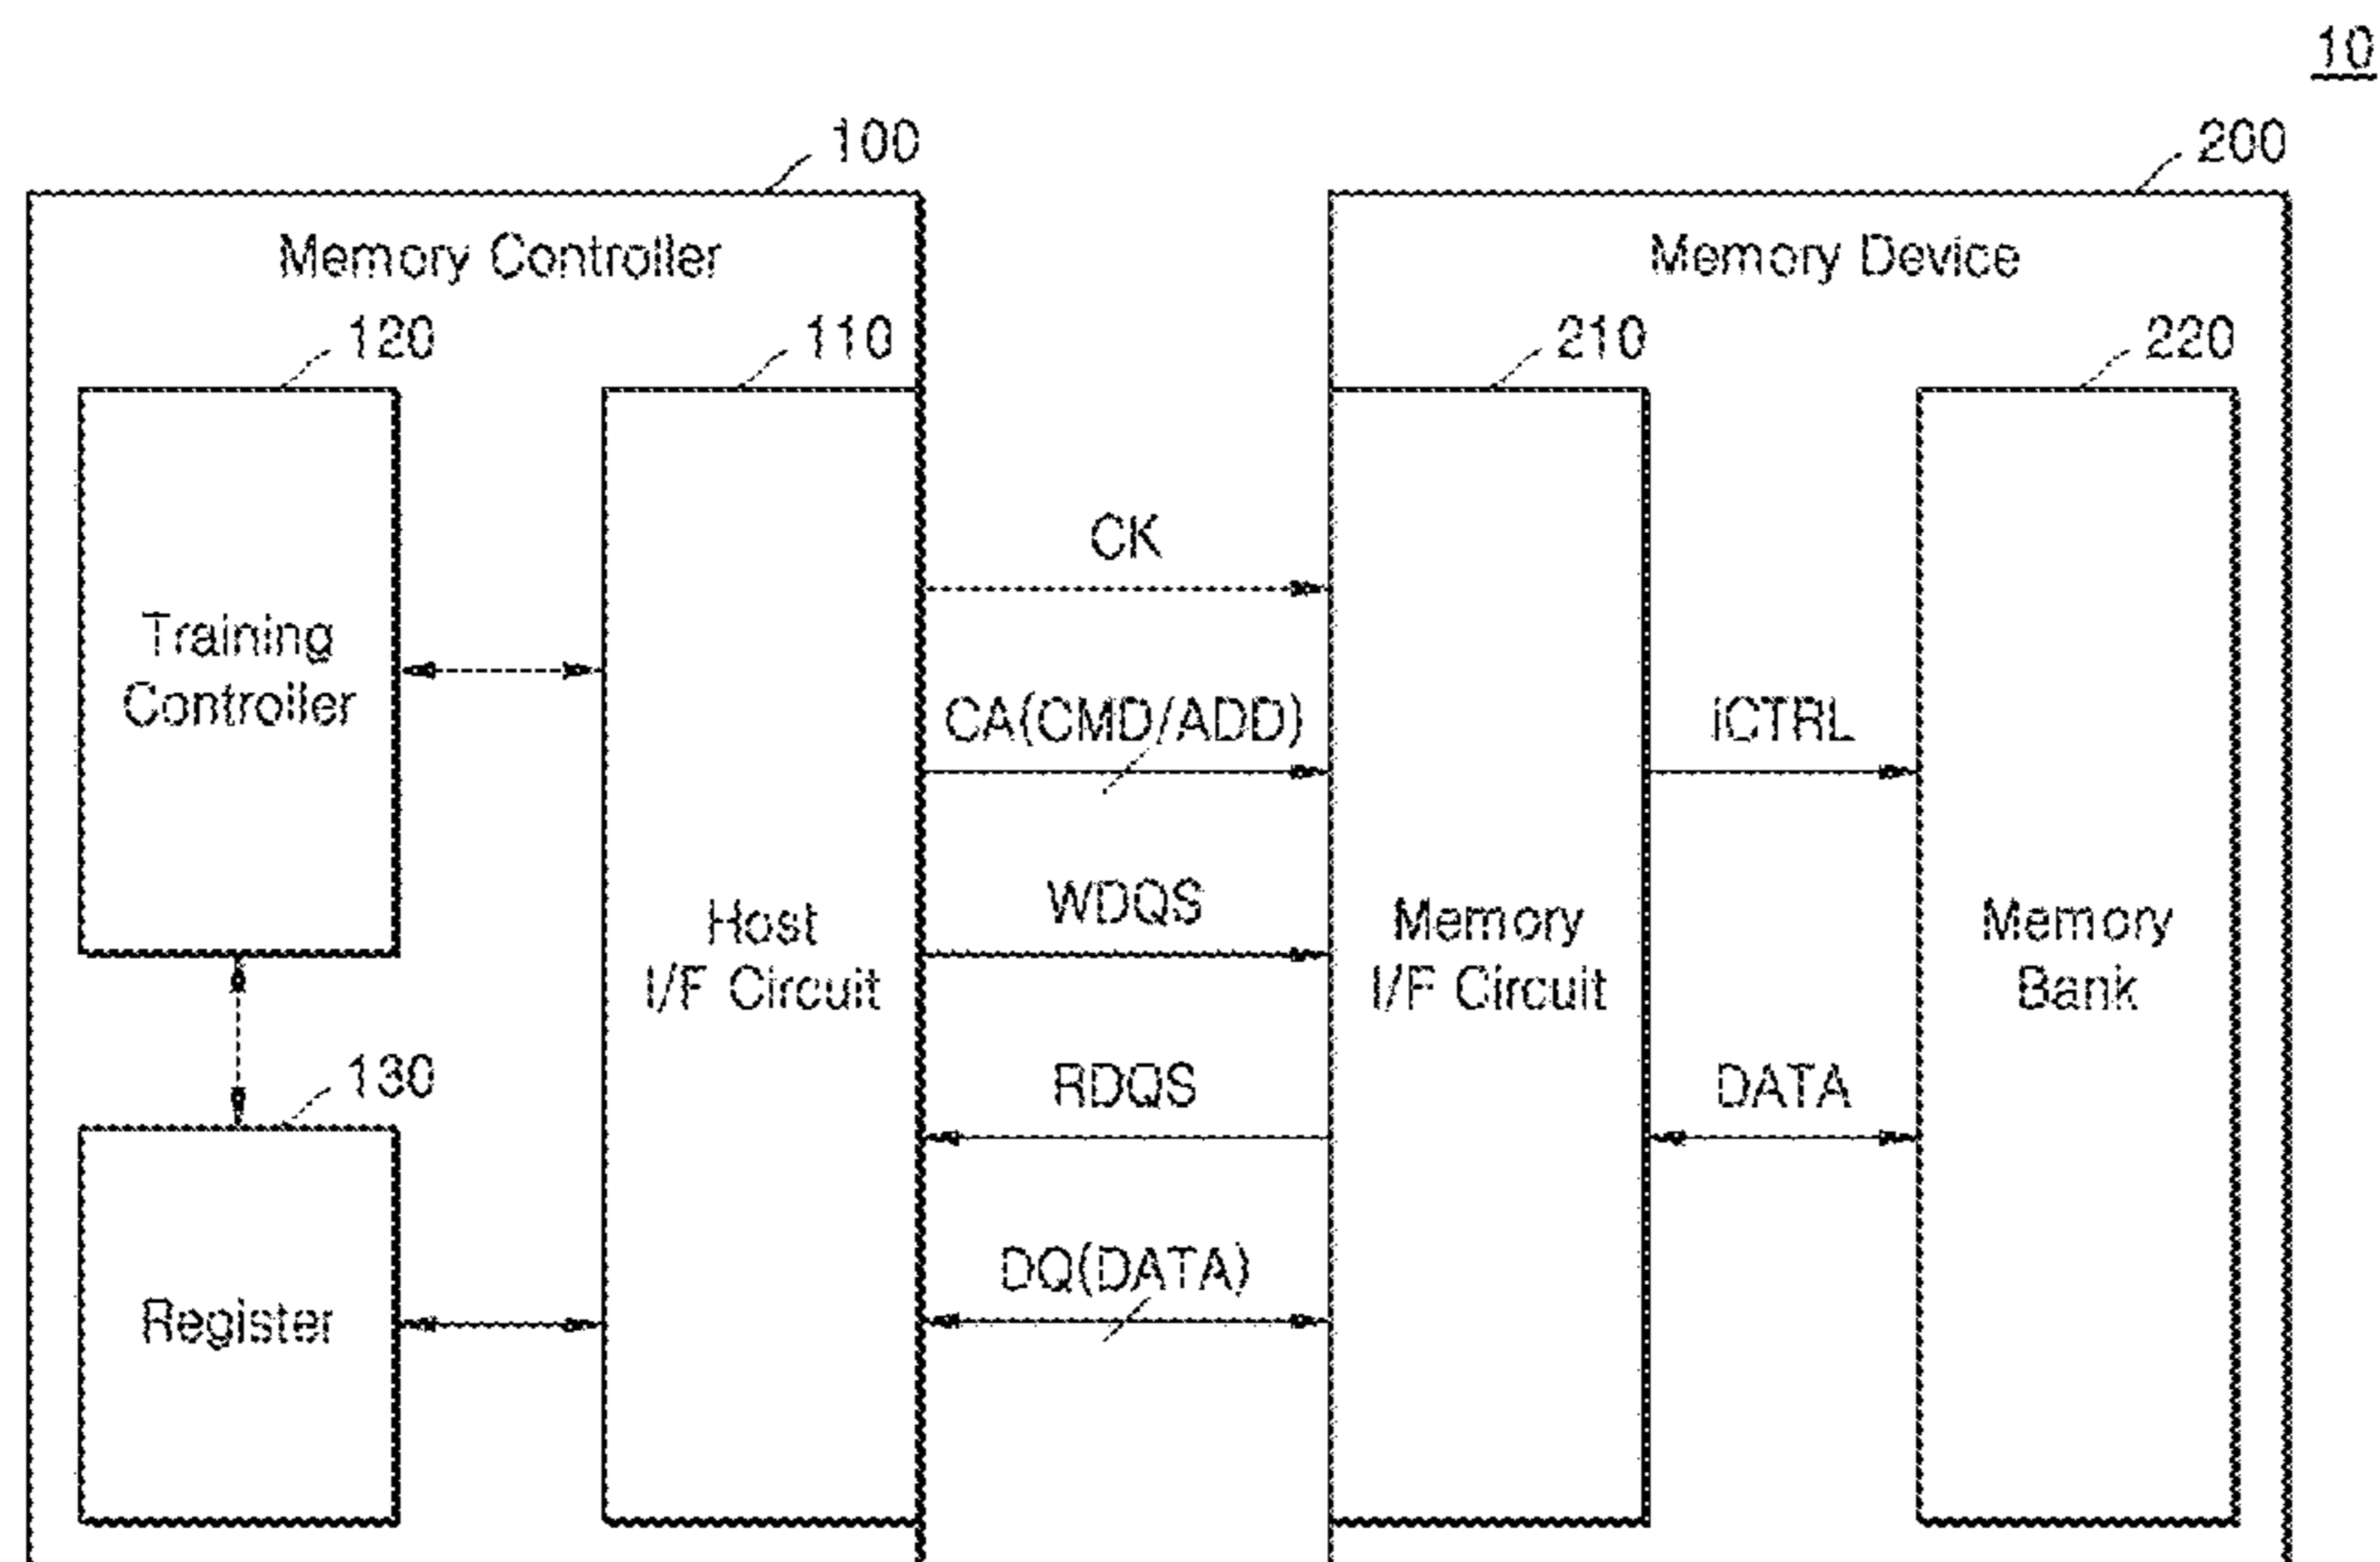 10
100
200
Memory Controller
Memory Device
120
110
210
220
CK
Training
Controller
CA(CMD/ADD)
iCTRL
WDQS
Host
I/F Circuit
Memory
I/F Circuit
Memory
Bank
130
RDQS
DATA
DQ(DATA)
Register